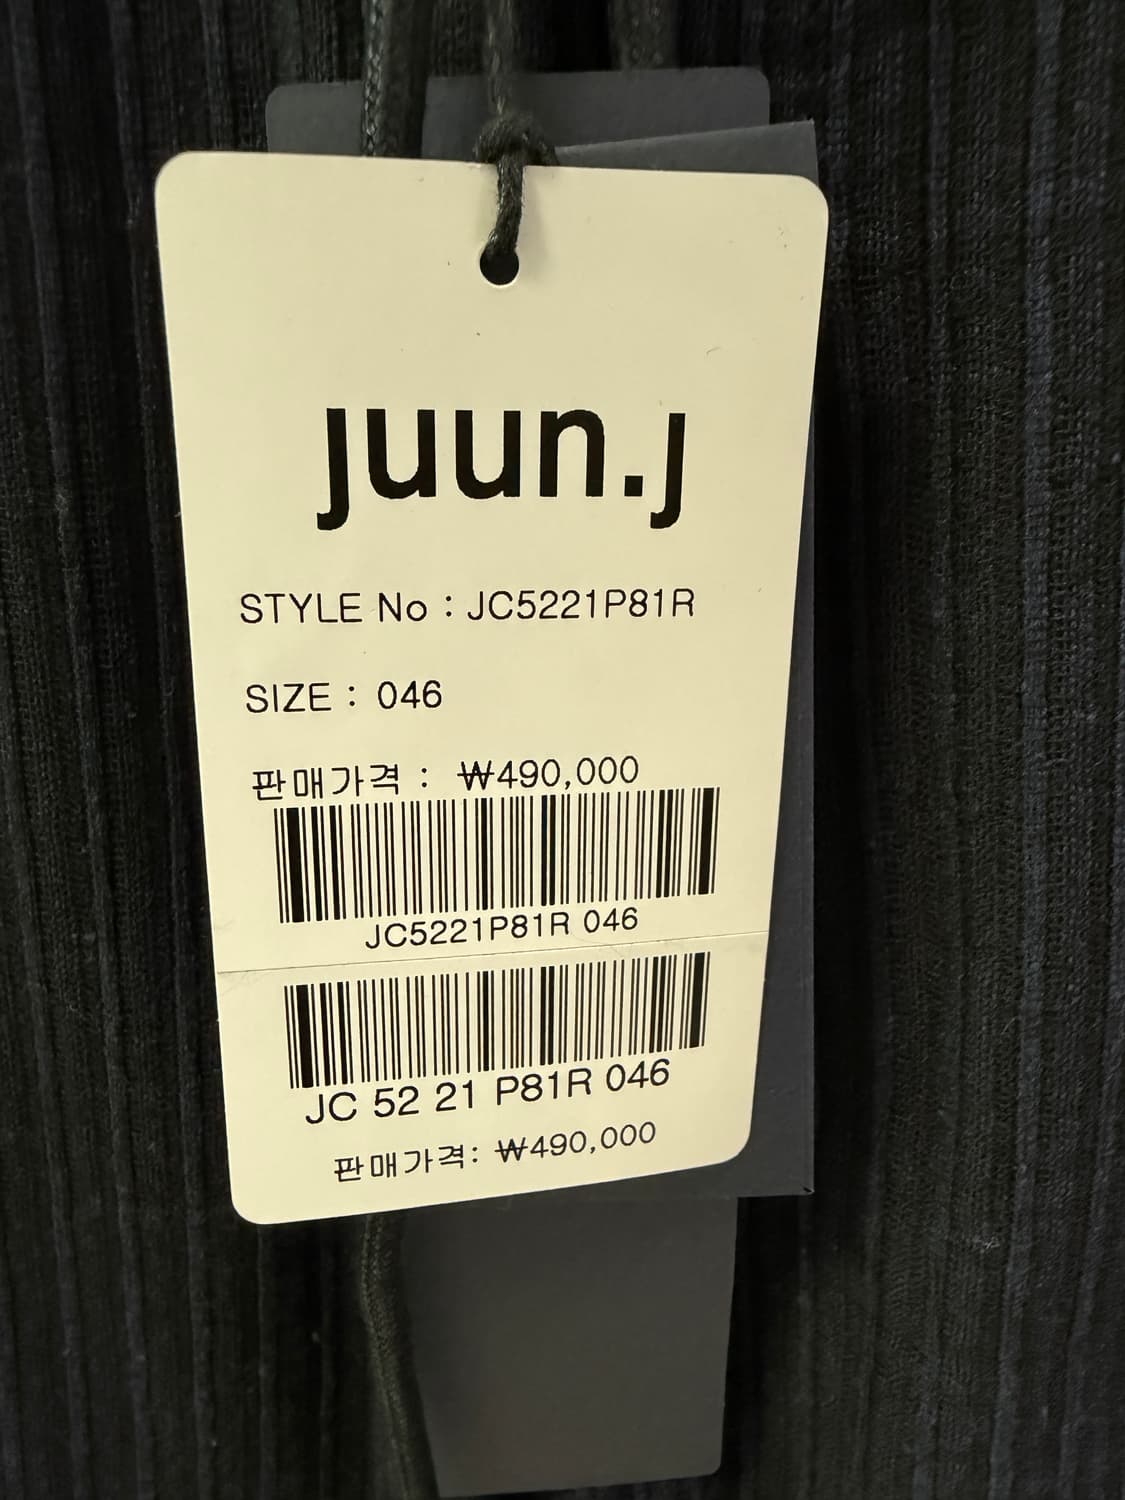 juun.j
STYLE No : JC5221P81R
SIZE : 046
판매가격 : ₩490,000
JC5221P81R 046
JC 52 21 P81R 046
판매가격: ₩490,000